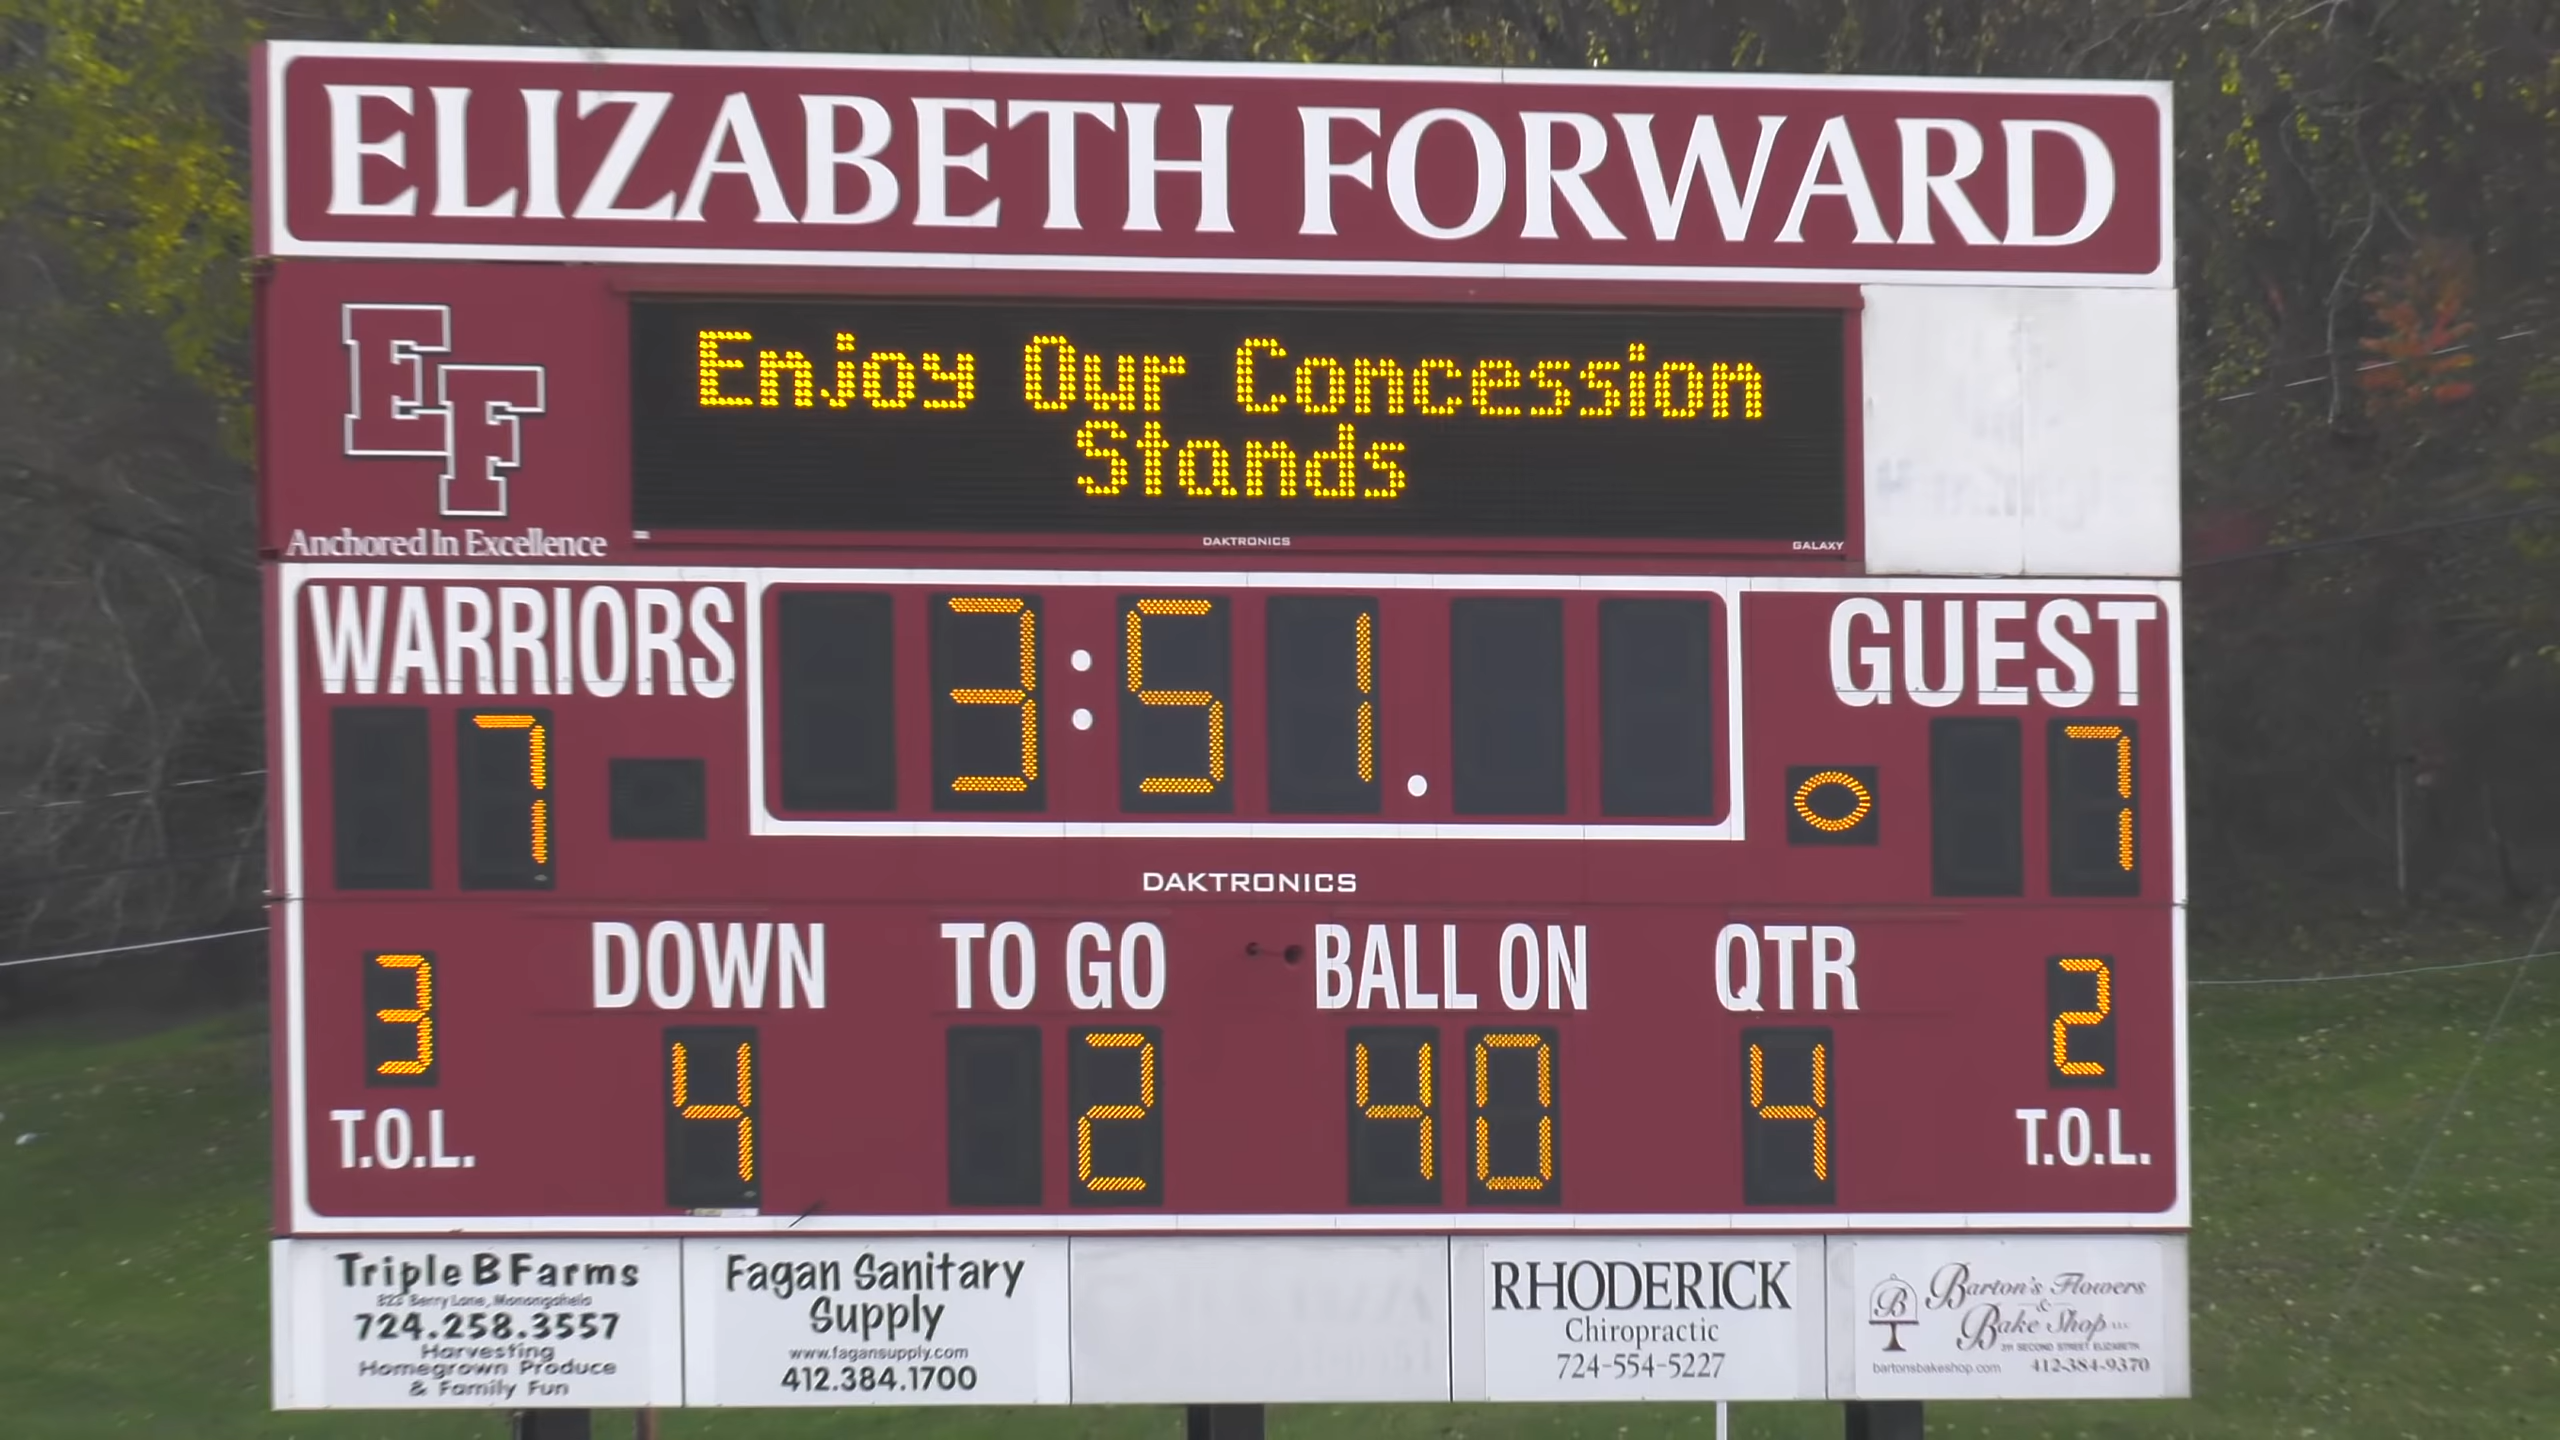 ELIZABETH FORWARD
Enjoy Our Concession
Stands
EF
Anchored In Excellence
DAKTRONICS
GALAXY
WARRIORS
3:51.
GUEST
7
7
DAKTRONICS
DOWN
TO GO
BALL ON
QTR
3
4
2
40
4
2
T.O.L.
T.O.L.
Triple B Farms
823 Berry Lane, Monongahela
724.258.3557
Harvesting
Homegrown Produce
& Family Fun
Fagan Sanitary
Supply
www.fagansupply.com
412.384.1700
RHODERICK
Chiropractic
724-554-5227
B
Barton's Flowers
&
Bake Shop LLC
311 SECOND STREET ELIZABETH
bartonsbakeshop.com 412-384-9370